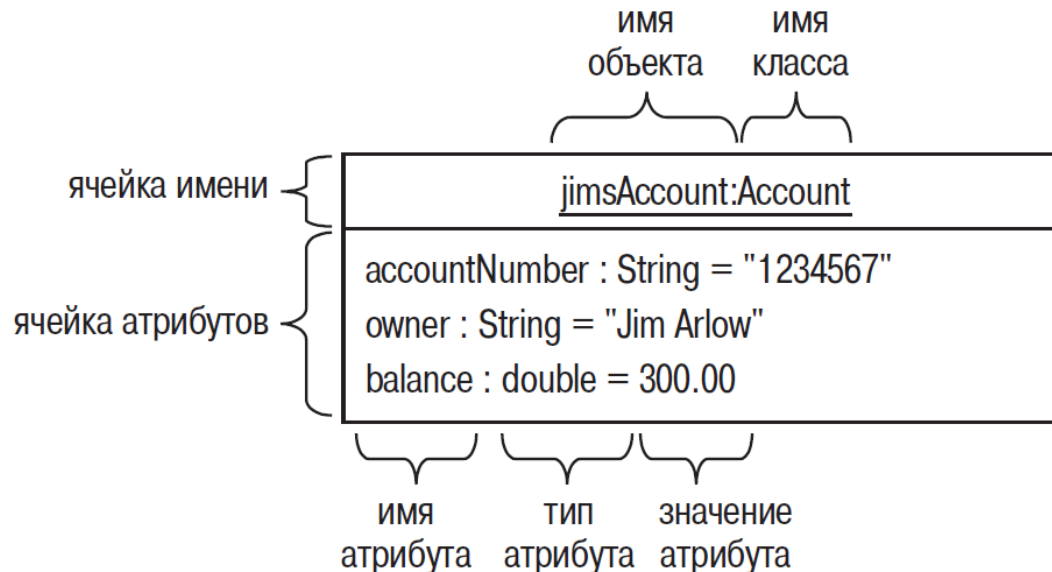 имя
объекта
имя
класса
ячейка имени
jimsAccount:Account
ячейка атрибутов
accountNumber : String = "1234567"
owner : String = "Jim Arlow"
balance : double = 300.00
имя
атрибута
тип
атрибута
значение
атрибута